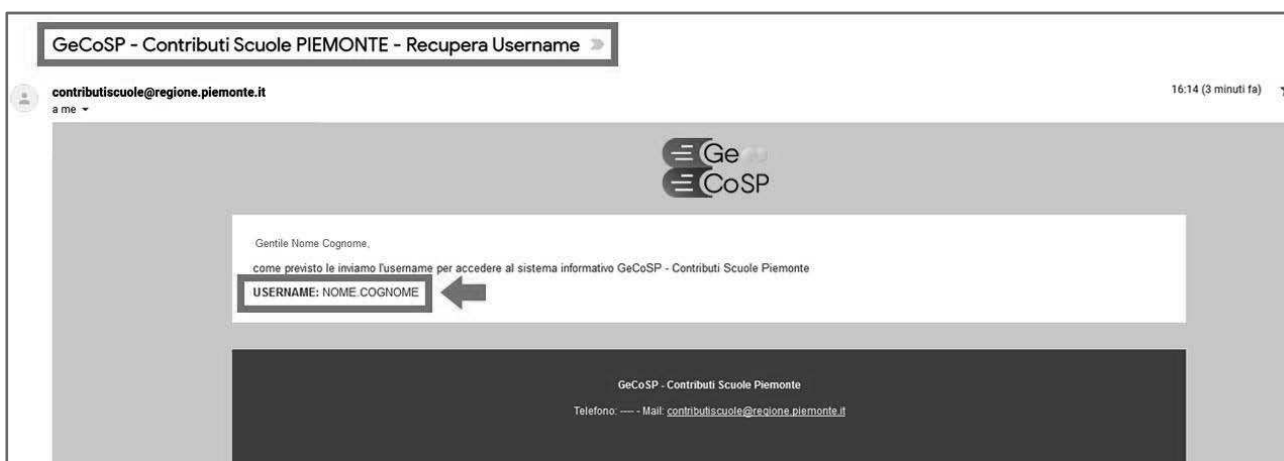 GeCoSP - Contributi Scuole PIEMONTE - Recupera Username
contributiscuole@regione.piemonte.it
16:14 (3 minuti fa)
a me
Ge
CoSP
Gentile Nome Cognome,
come previsto le inviamo l'username per accedere al sistema informativo GeCoSP - Contributi Scuole Piemonte
USERNAME: NOME.COGNOME
GeCoSP - Contributi Scuole Piemonte
Telefono: ---- - Mail: contributiscuole@regione.piemonte.it